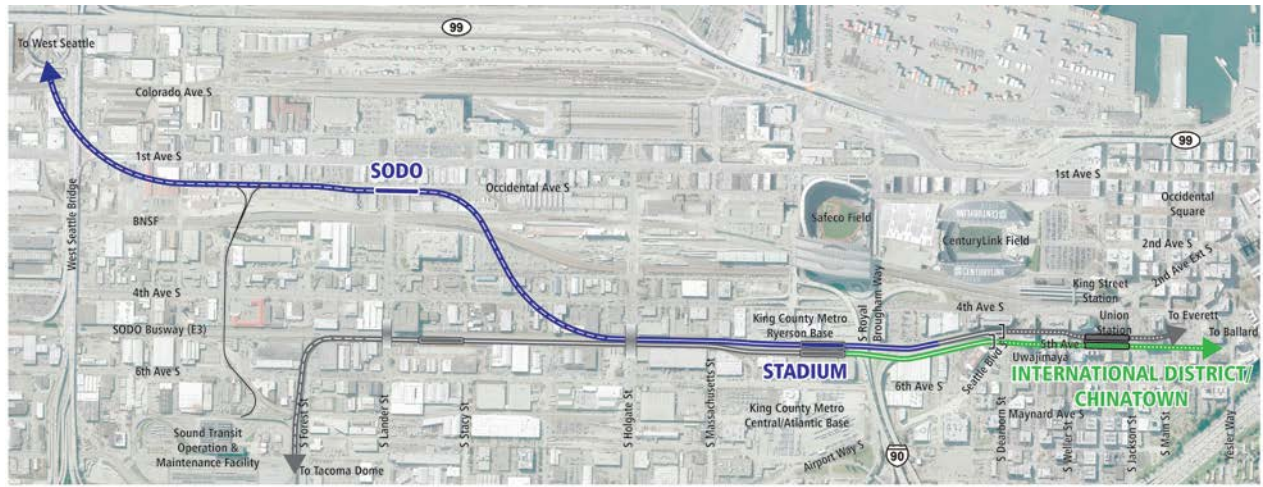 To West Seattle
99
Colorado Ave S
1st Ave S
SODO
Occidental Ave S
BNSF
West Seattle Bridge
4th Ave S
SODO Busway (E3)
6th Ave S
Sound Transit
Operation &
Maintenance Facility
S Forest St
To Tacoma Dome
S Lander St
S Stacy St
S Holgate St
S Massachusetts St
Safeco Field
CENTURYLINK
CenturyLink Field
CENTURYLINK
99
1st Ave S
Occidental
Square
2nd Ave S
2nd Ave Ext S
King Street
Station
King County Metro
Ryerson Base
S Royal
Brougham Way
4th Ave S
Union
Station
To Everett
To Ballard
5th Ave S
Uwajimaya
STADIUM
6th Ave S
Seattle Blvd
INTERNATIONAL DISTRICT/
CHINATOWN
King County Metro
Central/Atlantic Base
Airport Way S
90
S Dearborn St
Maynard Ave S
S Weller St
S Jackson St
S Main St
Yesler Way